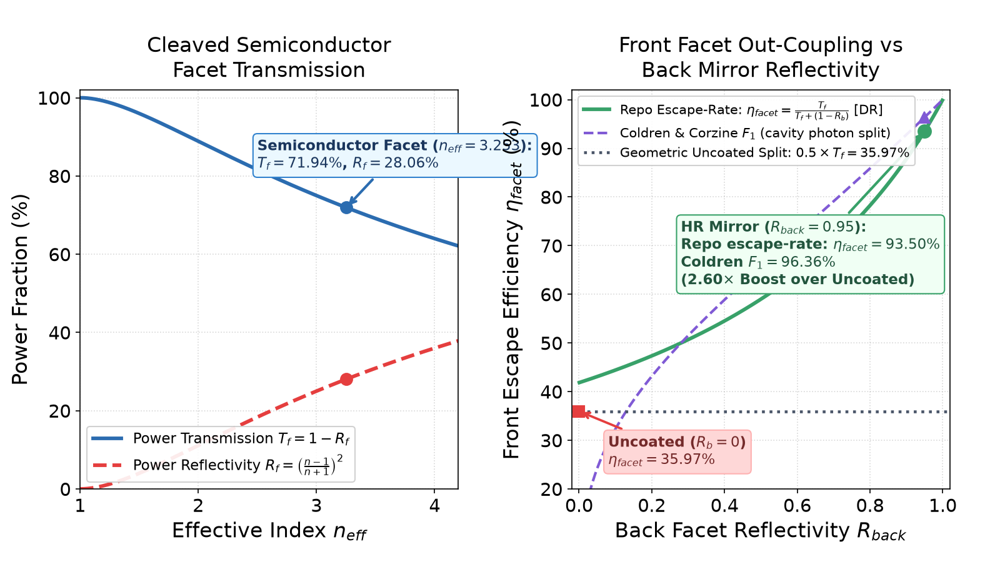 Cleaved Semiconductor
Facet Transmission
Power Fraction (%)
100
80
60
40
20
0
1
2
3
4
Effective Index n_eff
Semiconductor Facet (n_eff = 3.253):
T_f = 71.94%, R_f = 28.06%
Power Transmission T_f = 1 − R_f
Power Reflectivity R_f = ((n−1)/(n+1))^2
Front Facet Out-Coupling vs
Back Mirror Reflectivity
Front Escape Efficiency η_facet (%)
100
90
80
70
60
50
40
30
20
0.0
0.2
0.4
0.6
0.8
1.0
Back Facet Reflectivity R_back
Repo Escape-Rate: η_facet = T_f/(T_f+(1−R_b)) [DR]
Coldren & Corzine F_1 (cavity photon split)
Geometric Uncoated Split: 0.5 × T_f = 35.97%
HR Mirror (R_back = 0.95):
Repo escape-rate: η_facet = 93.50%
Coldren F_1 = 96.36%
(2.60× Boost over Uncoated)
Uncoated (R_b = 0)
η_facet = 35.97%